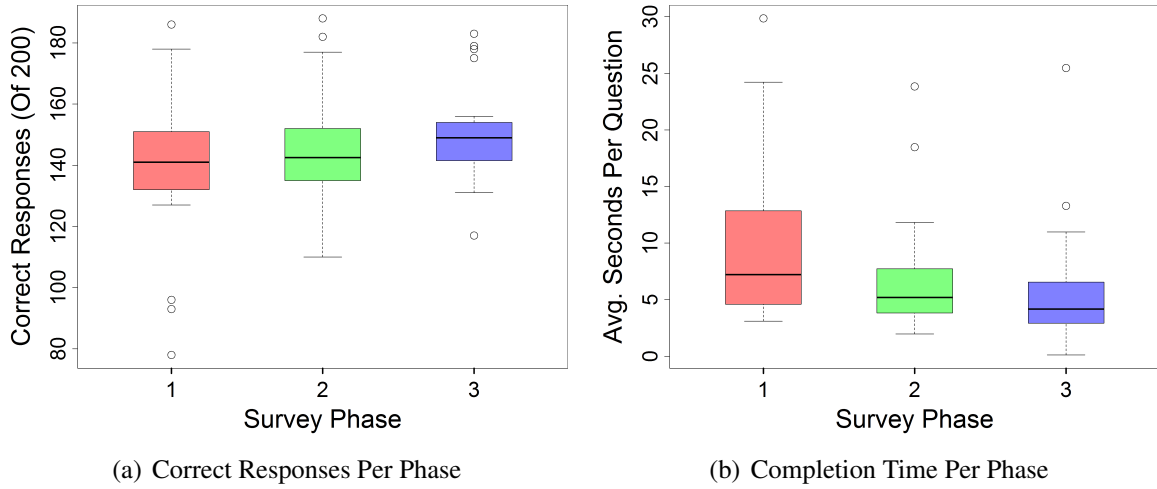 Correct Responses (Of 200)
180
160
140
120
100
80
1 2 3
Survey Phase
(a) Correct Responses Per Phase
Avg. Seconds Per Question
30
25
20
15
10
5
0
1 2 3
Survey Phase
(b) Completion Time Per Phase